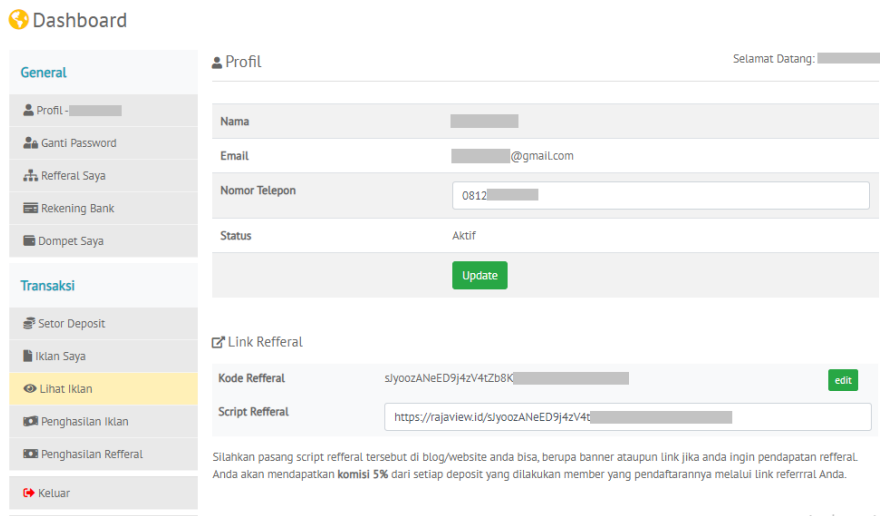 Dashboard
General
Profil -
Ganti Password
Refferal Saya
Rekening Bank
Dompet Saya
Transaksi
Setor Deposit
Iklan Saya
Lihat Iklan
Penghasilan Iklan
Penghasilan Refferal
Keluar
Profil
Selamat Datang:
Nama
Email @gmail.com
Nomor Telepon 0812
Status Aktif
Update
Link Refferal
Kode Refferal sJyoozANeED9j4zV4tZb8K edit
Script Refferal https://rajaview.id/sJyoozANeED9j4zV4t
Silahkan pasang script refferal tersebut di blog/website anda bisa, berupa banner ataupun link jika anda ingin pendapatan refferal.
Anda akan mendapatkan komisi 5% dari setiap deposit yang dilakukan member yang pendaftarannya melalui link referrral Anda.